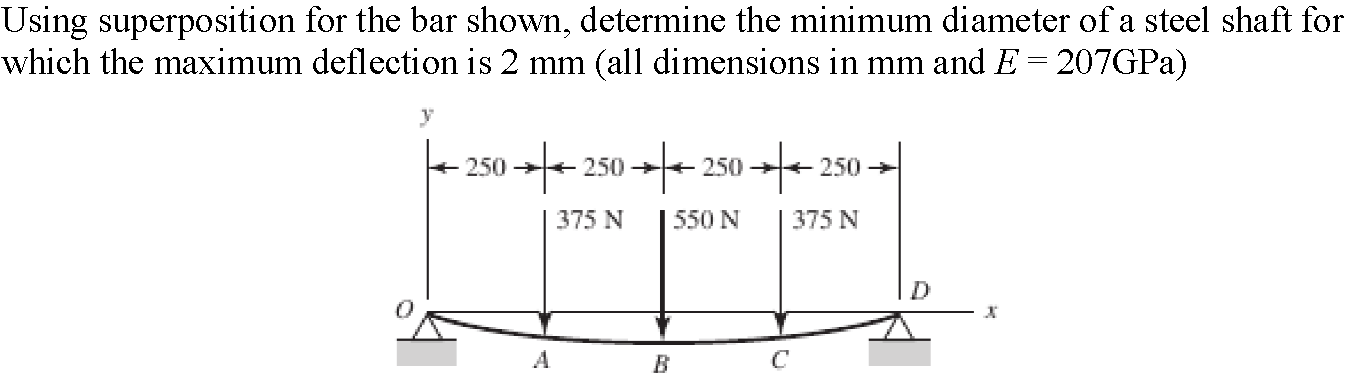 Using superposition for the bar shown, determine the minimum diameter of a steel shaft for
which the maximum deflection is 2 mm (all dimensions in mm and E = 207GPa)
y
250 250 250 250
375 N 550 N 375 N
O D x
A B C